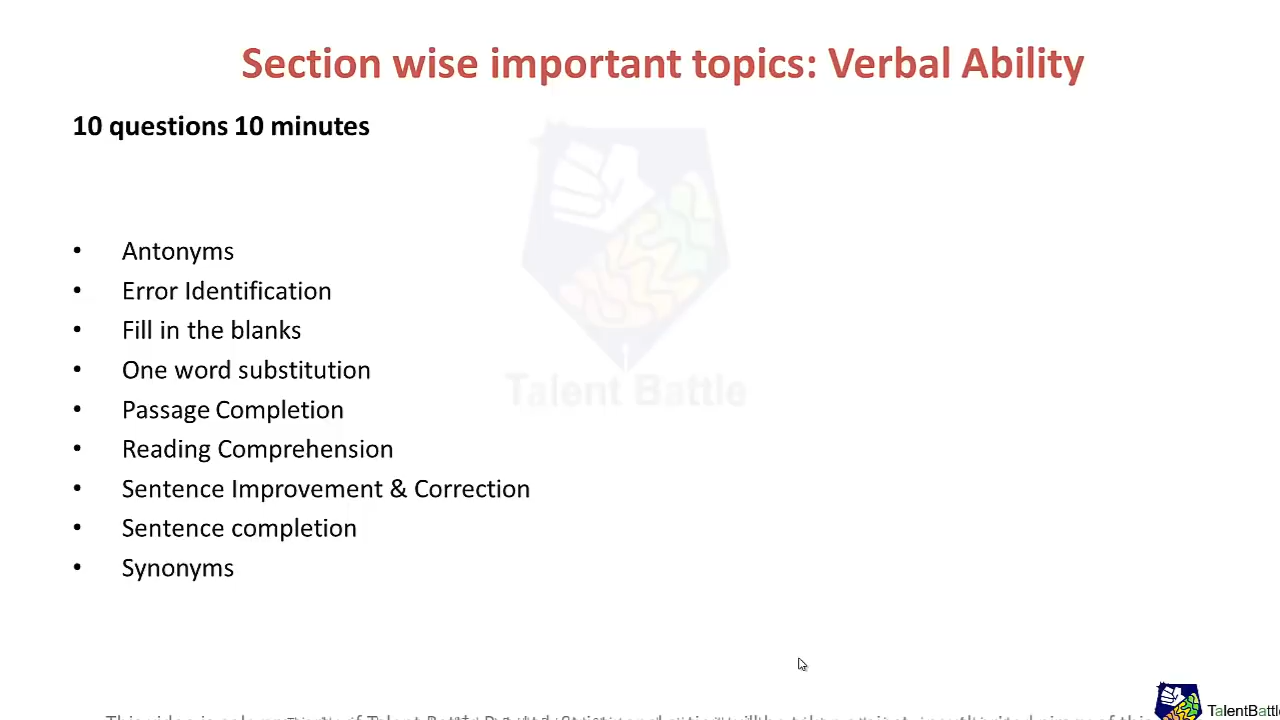 Section wise important topics: Verbal Ability
10 questions 10 minutes
Talent Battle
• Antonyms
• Error Identification
• Fill in the blanks
• One word substitution
• Passage Completion
• Reading Comprehension
• Sentence Improvement & Correction
• Sentence completion
• Synonyms
TalentBattle